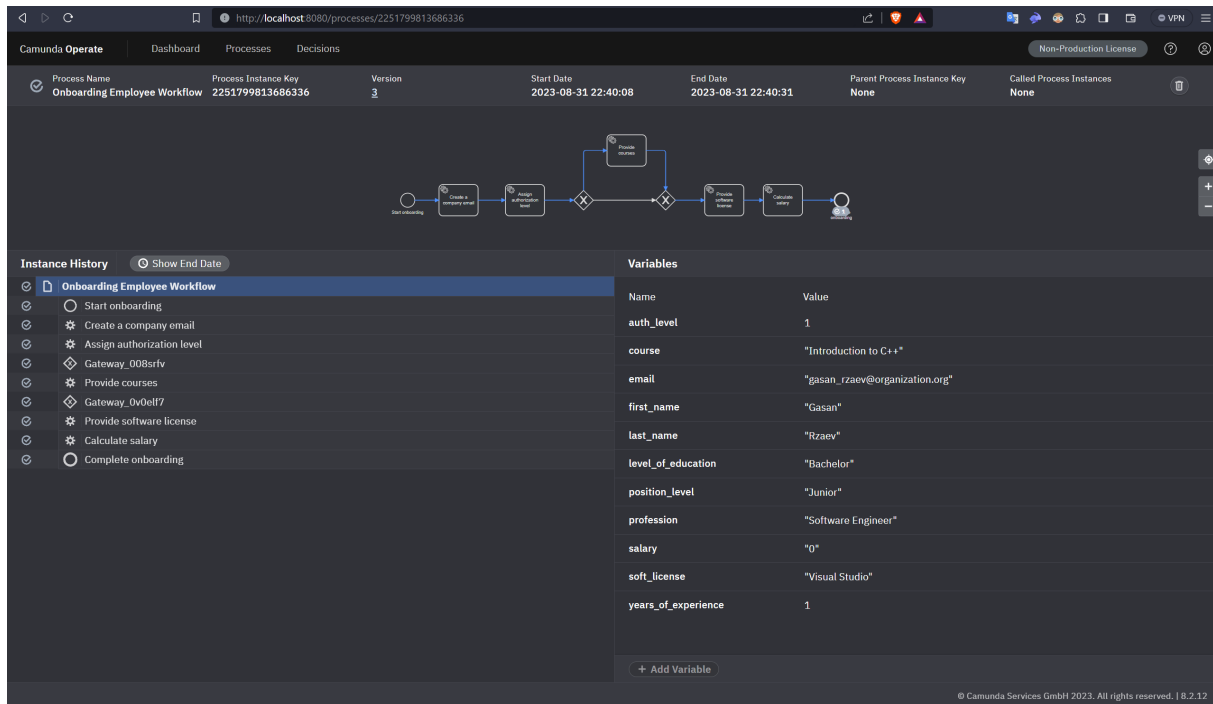 http://localhost:8080/processes/2251799813686336
VPN
Camunda Operate Dashboard Processes Decisions Non-Production License
Process Name Process Instance Key Version Start Date End Date Parent Process Instance Key Called Process Instances
Onboarding Employee Workflow 2251799813686336 3 2023-08-31 22:40:08 2023-08-31 22:40:31 None None
Provide
courses
Start onboarding
Create a
company email
Assign
authorization
level
Provide
software
license
Calculate
salary
1
onboarding
Instance History Show End Date
Onboarding Employee Workflow
Start onboarding
Create a company email
Assign authorization level
Gateway_008srfv
Provide courses
Gateway_0v0elf7
Provide software license
Calculate salary
Complete onboarding
Variables
Name Value
auth_level 1
course "Introduction to C++"
email "gasan_rzaev@organization.org"
first_name "Gasan"
last_name "Rzaev"
level_of_education "Bachelor"
position_level "Junior"
profession "Software Engineer"
salary "0"
soft_license "Visual Studio"
years_of_experience 1
+ Add Variable
© Camunda Services GmbH 2023. All rights reserved. | 8.2.12